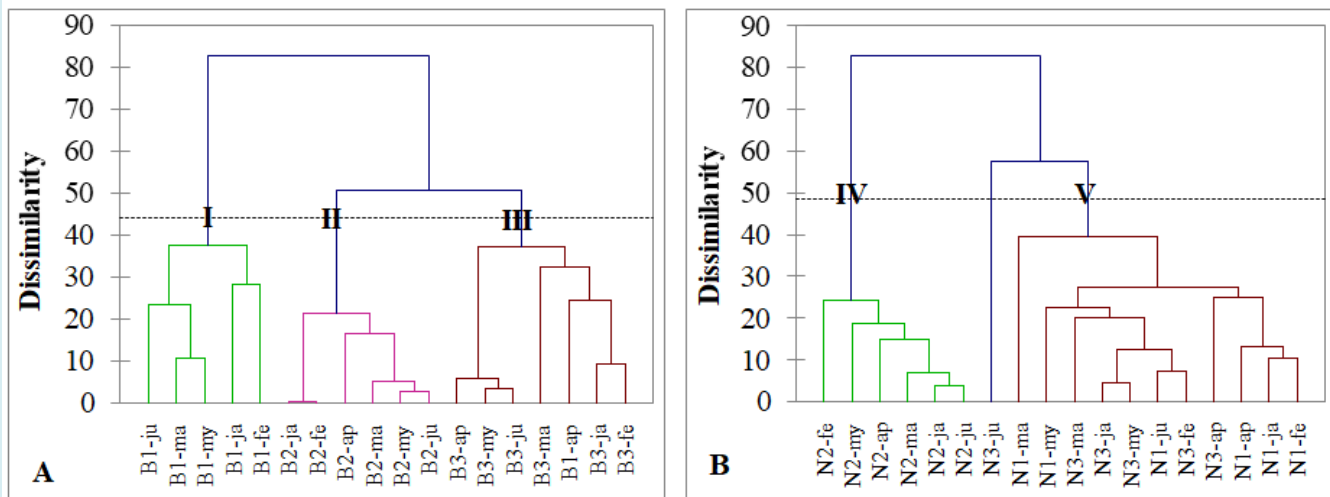 90
80
70
60
50
40
30
20
10
0
Dissimilarity
I
II
III
B1-ju
B1-ma
B1-my
B1-ja
B1-fe
B2-ja
B2-fe
B2-ap
B2-ma
B2-my
B2-ju
B3-ap
B3-my
B3-ju
B3-ma
B1-ap
B3-ja
B3-fe
A
90
80
70
60
50
40
30
20
10
0
Dissimilarity
IV
V
N2-fe
N2-my
N2-ap
N2-ma
N2-ja
N2-ju
N3-ju
N1-ma
N1-my
N3-ma
N3-ja
N3-my
N1-ju
N3-fe
N3-ap
N1-ap
N1-ja
N1-fe
B